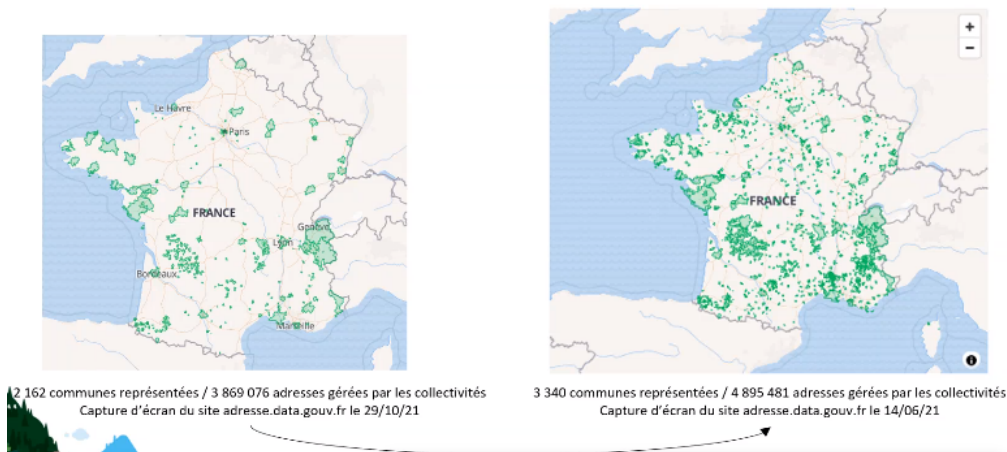 Le Havre
Paris
FRANCE
Genève
Lyon
Bordeaux
Marseille
2 162 communes représentées / 3 869 076 adresses gérées par les collectivités
Capture d'écran du site adresse.data.gouv.fr le 29/10/21
+
−
FRANCE
i
3 340 communes représentées / 4 895 481 adresses gérées par les collectivités
Capture d'écran du site adresse.data.gouv.fr le 14/06/21